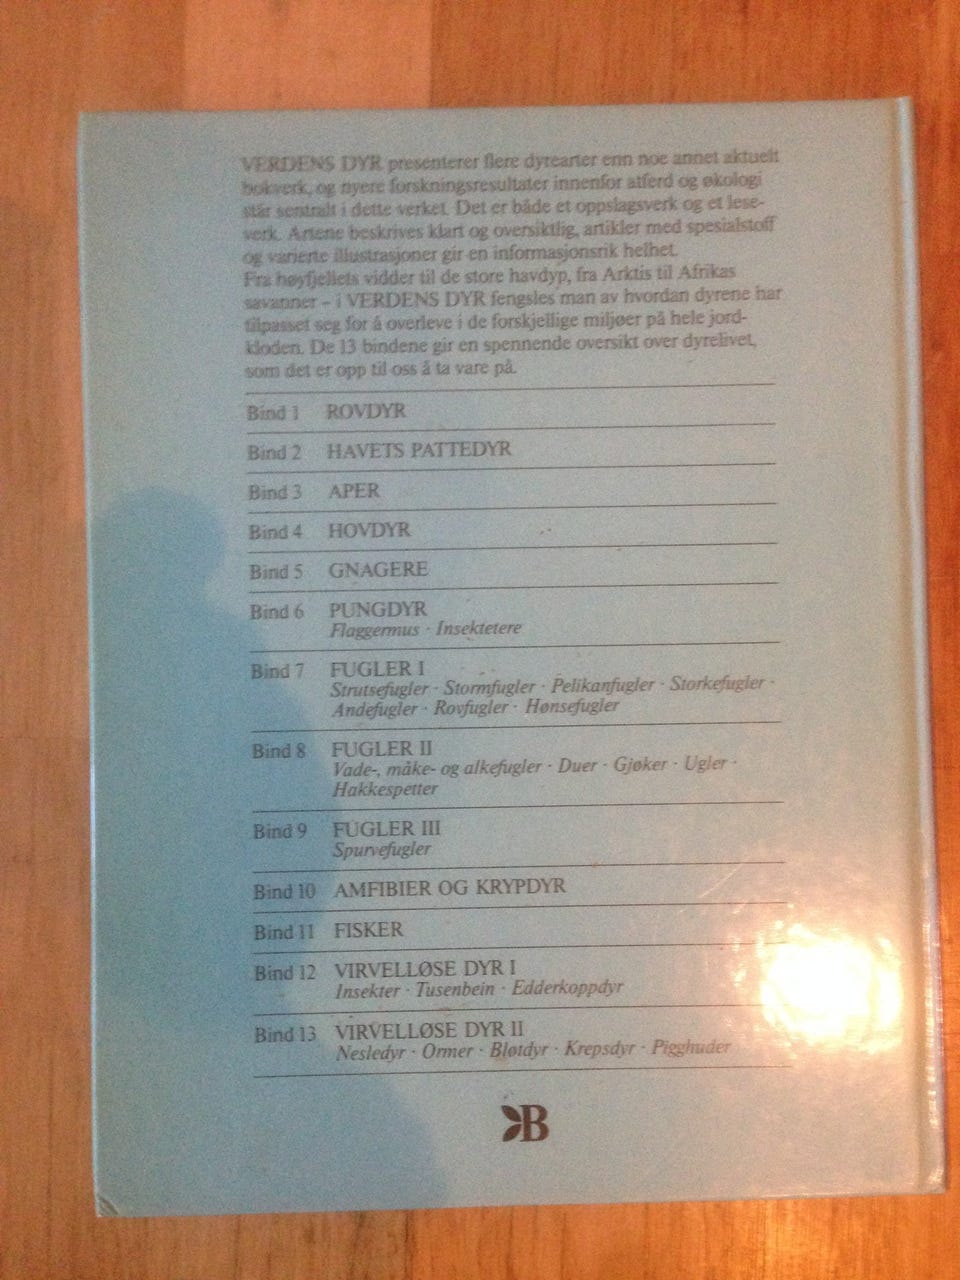 VERDENS DYR presenterer flere dyrearter enn noe annet aktuelt
bokverk, og nyere forskningsresultater innenfor atferd og økologi
står sentralt i dette verket. Det er både et oppslagsverk og et lese-
verk. Artene beskrives klart og oversiktlig, artikler med spesialstoff
og varierte illustrasjoner gir en informasjonsrik helhet.
Fra høyfjellets vidder til de store havdyp, fra Arktis til Afrikas
savanner – i VERDENS DYR fengsles man av hvordan dyrene har
tilpasset seg for å overleve i de forskjellige miljøer på hele jord-
kloden. De 13 bindene gir en spennende oversikt over dyrelivet,
som det er opp til oss å ta vare på.
Bind 1 ROVDYR
Bind 2 HAVETS PATTEDYR
Bind 3 APER
Bind 4 HOVDYR
Bind 5 GNAGERE
Bind 6 PUNGDYR
Flaggermus · Insektetere
Bind 7 FUGLER I
Strutsefugler · Stormfugler · Pelikanfugler · Storkefugler ·
Andefugler · Rovfugler · Hønsefugler
Bind 8 FUGLER II
Vade-, måke- og alkefugler · Duer · Gjøker · Ugler ·
Hakkespetter
Bind 9 FUGLER III
Spurvefugler
Bind 10 AMFIBIER OG KRYPDYR
Bind 11 FISKER
Bind 12 VIRVELLØSE DYR I
Insekter · Tusenbein · Edderkoppdyr
Bind 13 VIRVELLØSE DYR II
Nesledyr · Ormer · Bløtdyr · Krepsdyr · Pigghuder
B